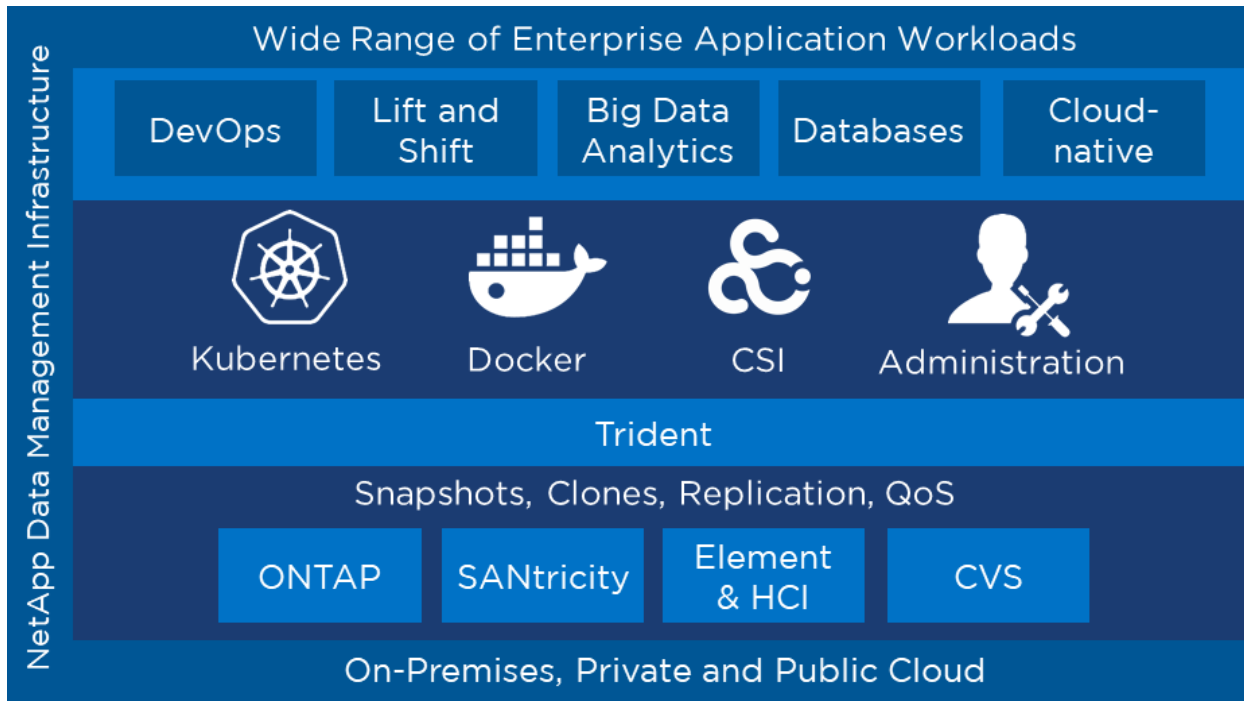 Wide Range of Enterprise Application Workloads
DevOps
Lift and
Shift
Big Data
Analytics
Databases
Cloud-
native
Kubernetes
Docker
CSI
Administration
Trident
Snapshots, Clones, Replication, QoS
ONTAP
SANtricity
Element
& HCI
CVS
On-Premises, Private and Public Cloud
NetApp Data Management Infrastructure